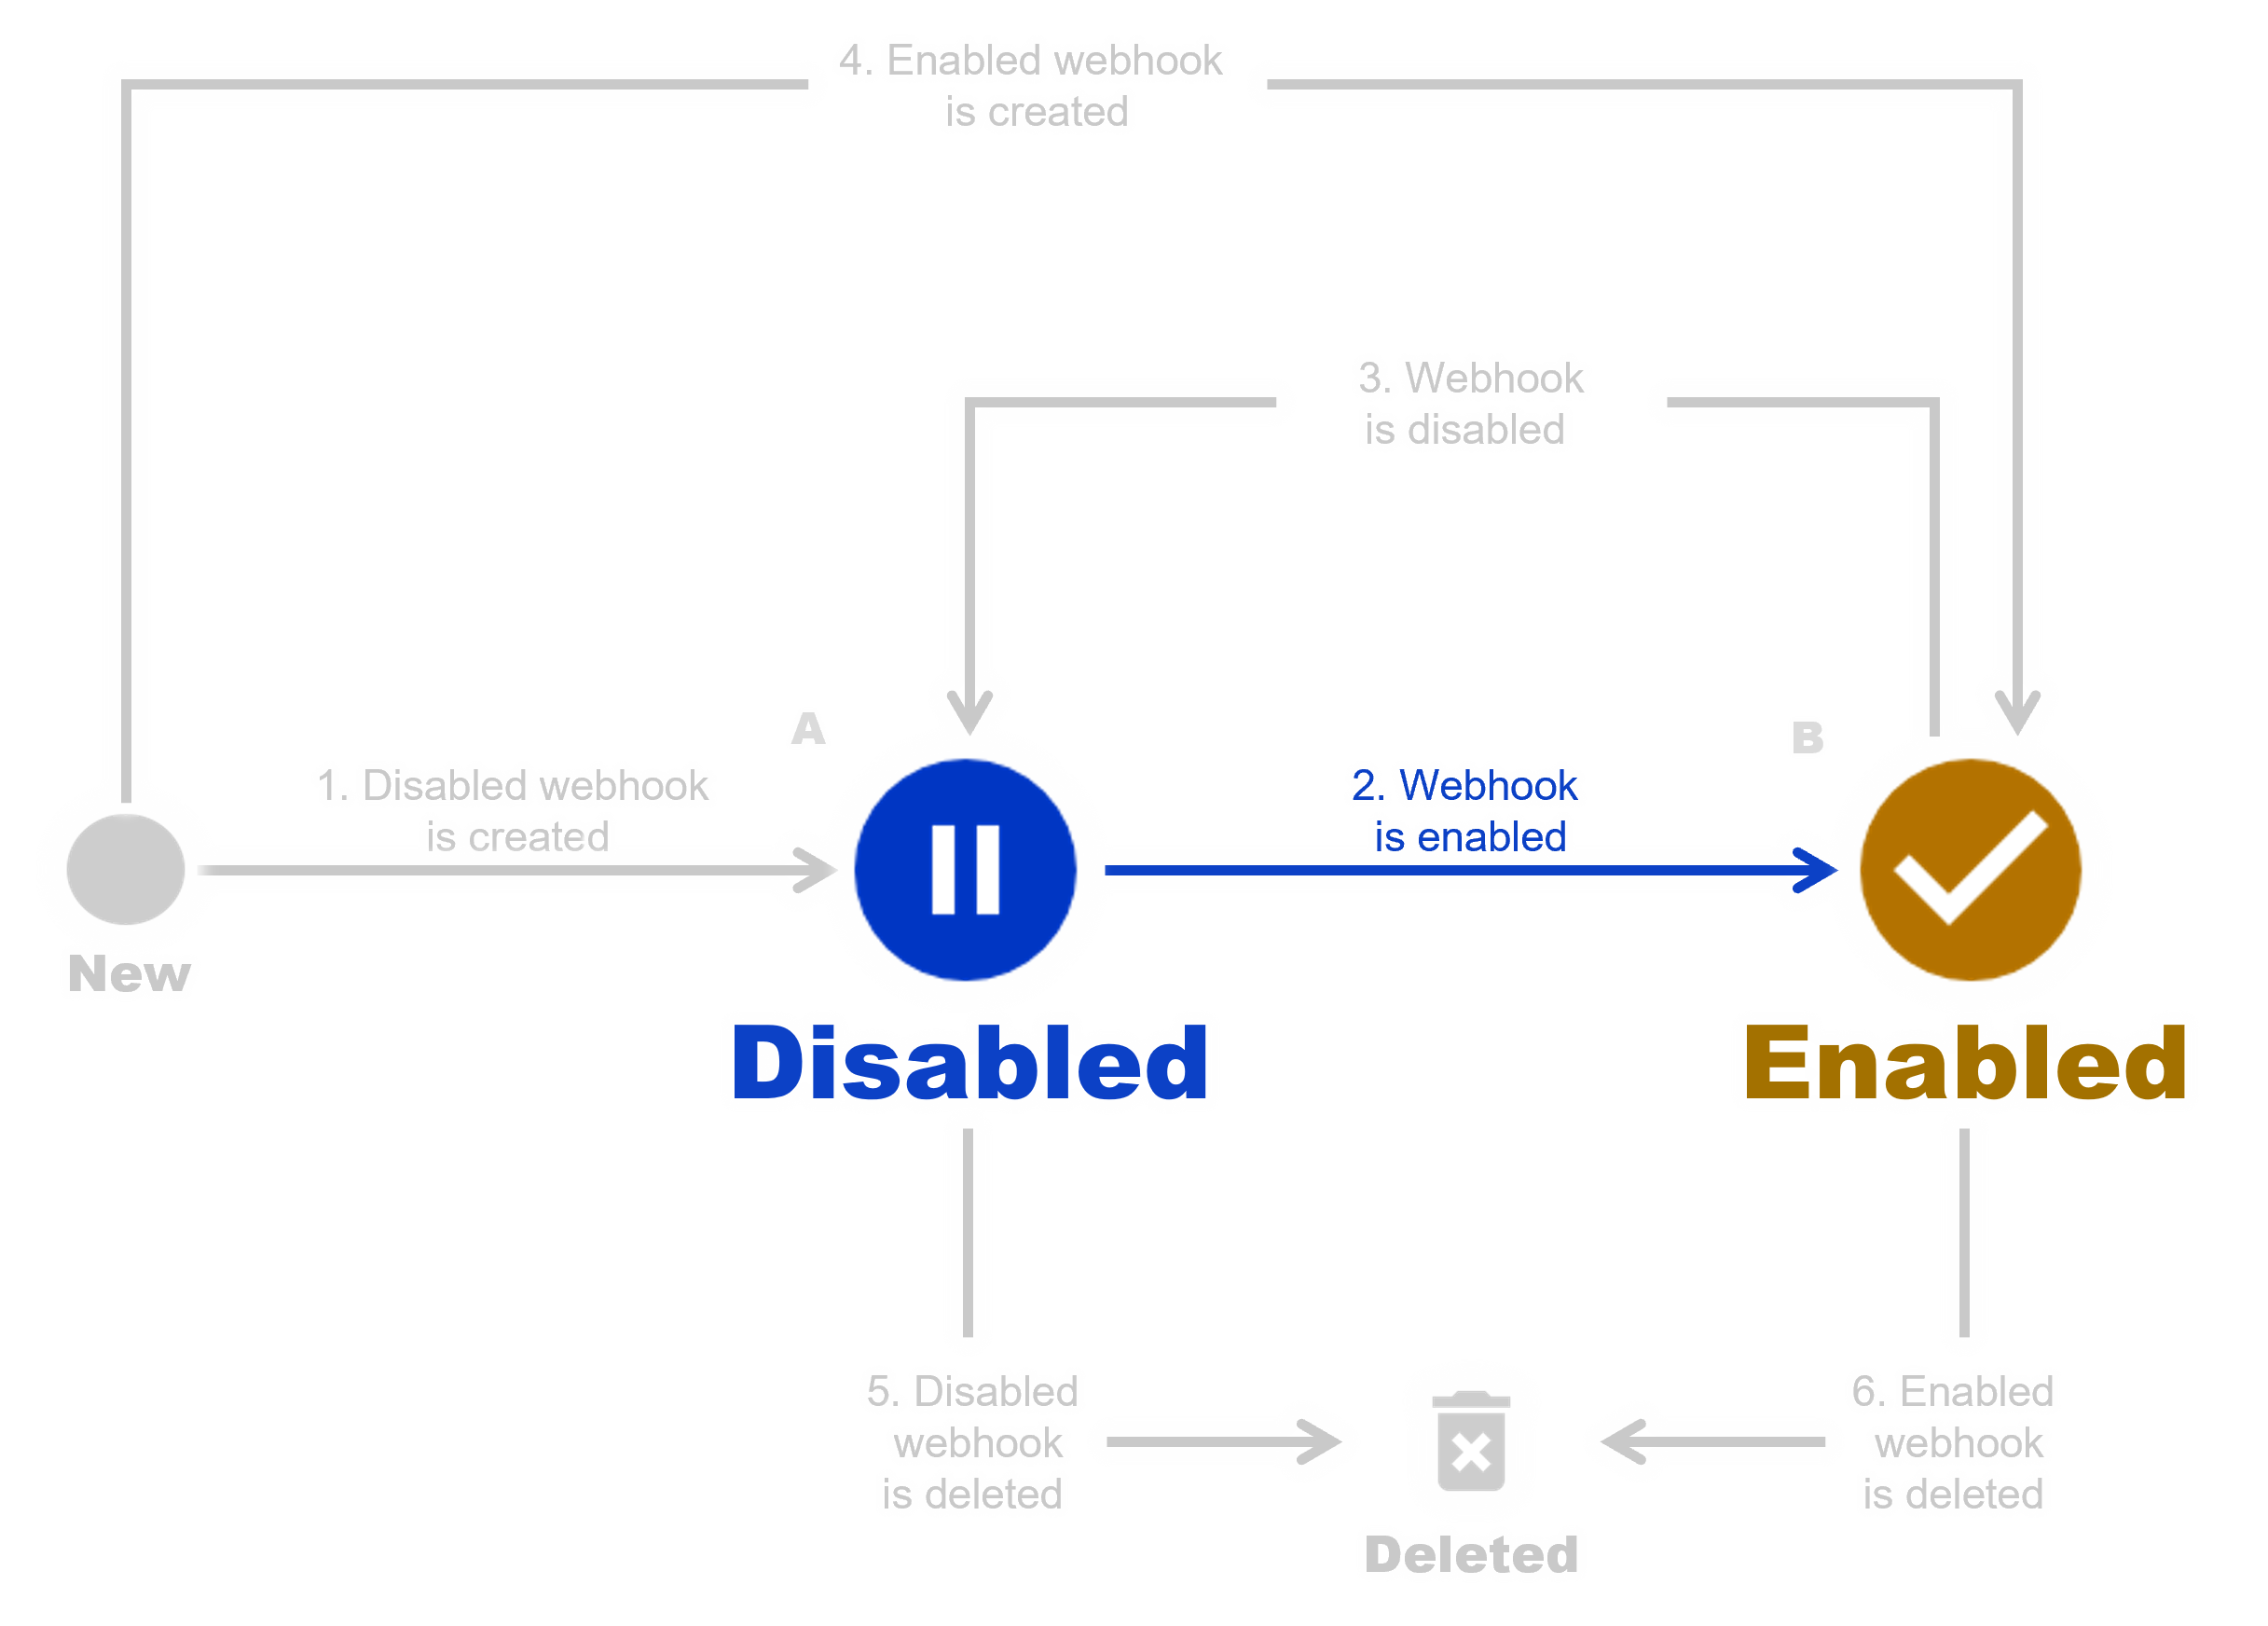 4. Enabled webhook
is created
3. Webhook
is disabled
A
B
1. Disabled webhook
is created
2. Webhook
is enabled
New
Disabled
Enabled
5. Disabled
webhook
is deleted
6. Enabled
webhook
is deleted
Deleted